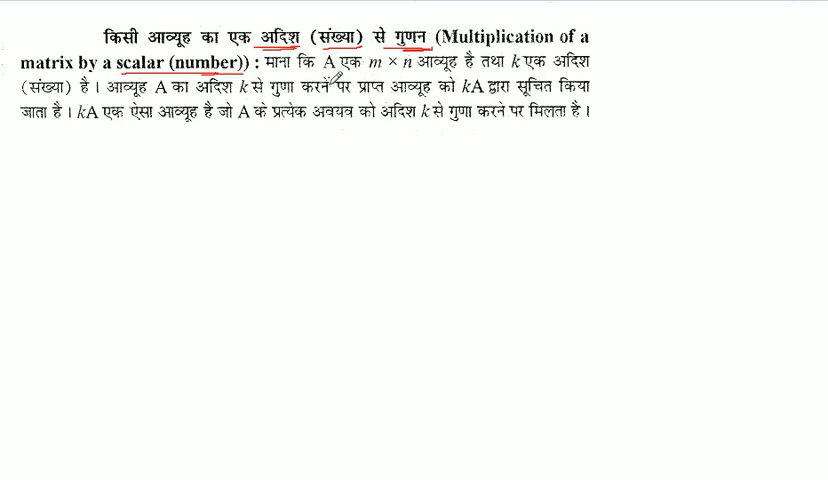 किसी आव्यूह का एक अदिश (संख्या) से गुणन (Multiplication of a
matrix by a scalar (number)) : माना कि A एक m × n आव्यूह है तथा k एक अदिश
(संख्या) है। आव्यूह A का अदिश k से गुणा करने पर प्राप्त आव्यूह को kA द्वारा सूचित किया
जाता है। kA एक ऐसा आव्यूह है जो A के प्रत्येक अवयव को अदिश k से गुणा करने पर मिलता है।